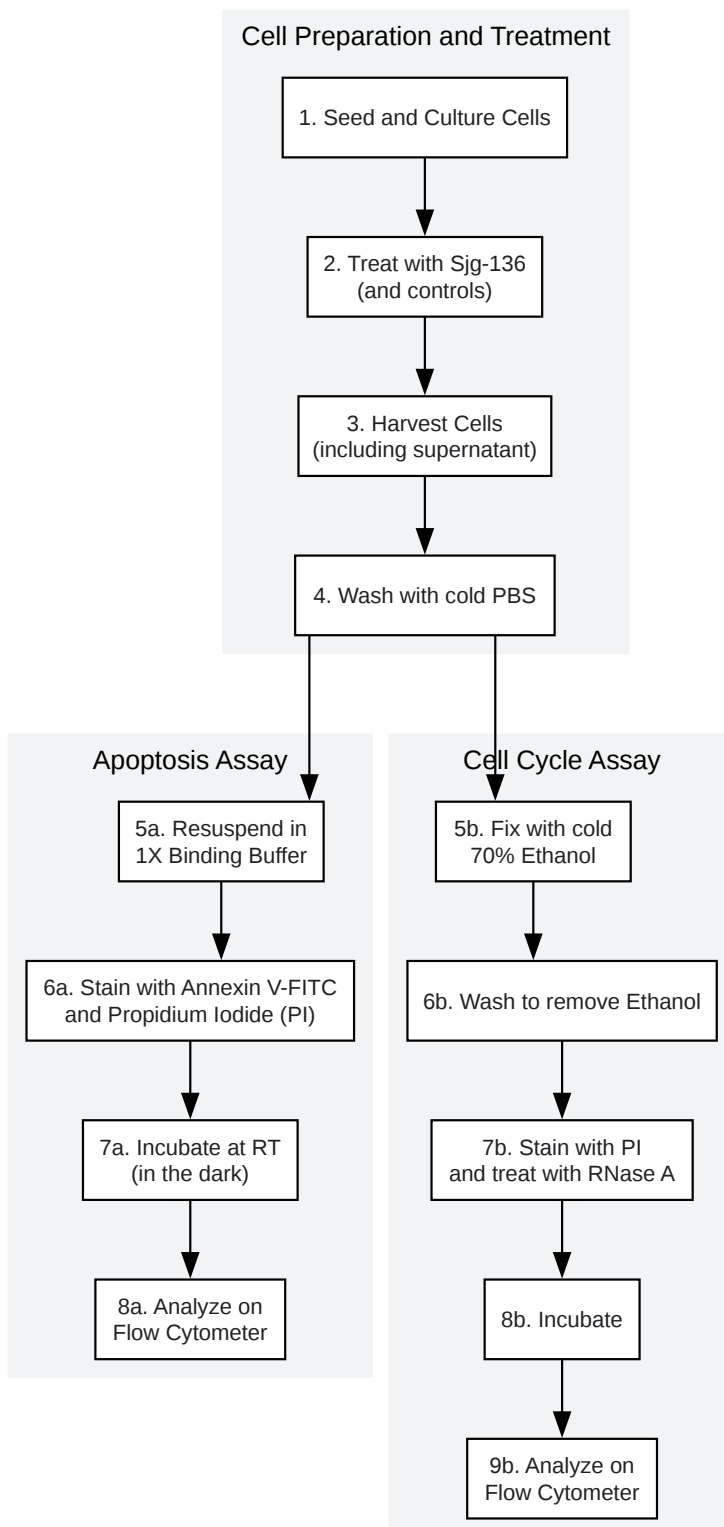 Cell Preparation and Treatment
1. Seed and Culture Cells
2. Treat with Sjg-136
(and controls)
3. Harvest Cells
(including supernatant)
4. Wash with cold PBS
Apoptosis Assay
5a. Resuspend in
1X Binding Buffer
6a. Stain with Annexin V-FITC
and Propidium Iodide (PI)
7a. Incubate at RT
(in the dark)
8a. Analyze on
Flow Cytometer
Cell Cycle Assay
5b. Fix with cold
70% Ethanol
6b. Wash to remove Ethanol
7b. Stain with PI
and treat with RNase A
8b. Incubate
9b. Analyze on
Flow Cytometer